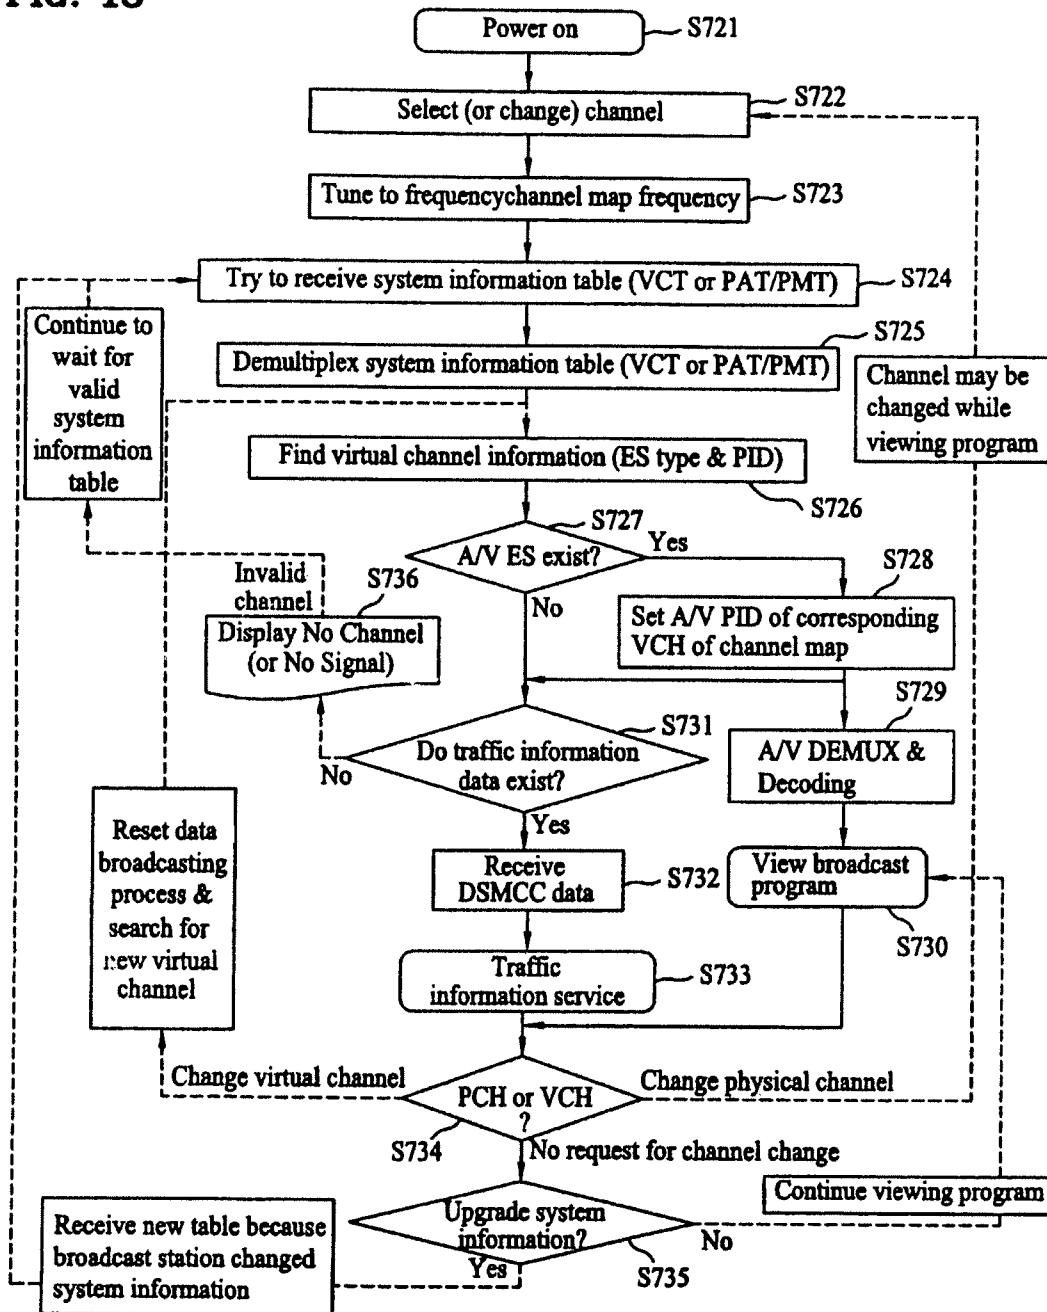 Power on
S721
Select (or change) channel
S722
Tune to frequencychannel map frequency
S723
Try to receive system information table (VCT or PAT/PMT)
S724
Continue to
wait for
valid
system
information
table
Demultiplex system information table (VCT or PAT/PMT)
S725
Channel may be
changed while
viewing program
Find virtual channel information (ES type & PID)
S726
A/V ES exist?
S727
Yes
No
Set A/V PID of corresponding
VCH of channel map
S728
Invalid
channel
S736
Display No Channel
(or No Signal)
Do traffic information
data exist?
S731
No
Yes
A/V DEMUX &
Decoding
S729
Reset data
broadcasting
process &
search for
new virtual
channel
Receive
DSMCC data
S732
View broadcast
program
S730
Traffic
information service
S733
Change virtual channel
PCH or VCH
?
S734
Change physical channel
No request for channel change
Continue viewing program
Upgrade system
information?
S735
No
Yes
Receive new table because
broadcast station changed
system information